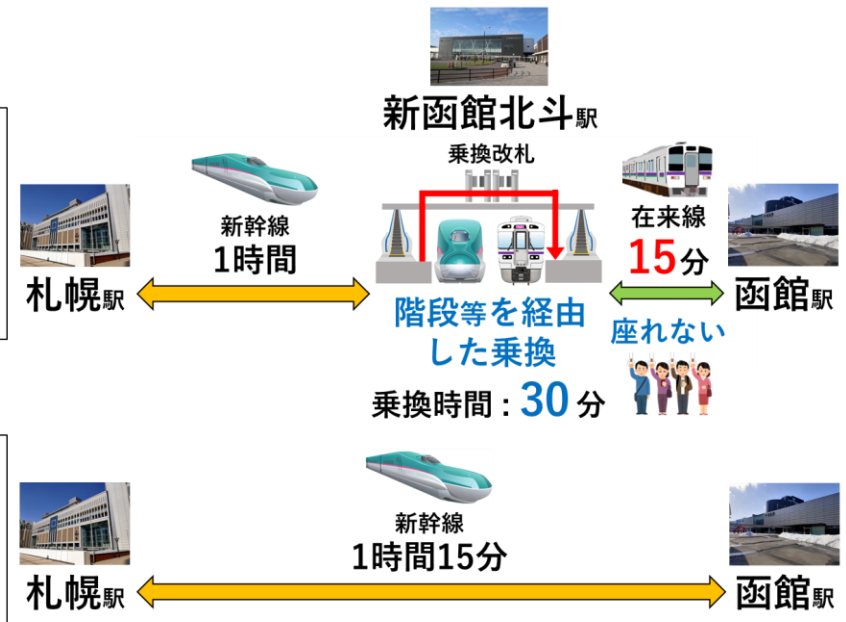 新函館北斗駅
乗換改札
新幹線
1時間
在来線
15分
札幌駅
函館駅
階段等を経由
した乗換
座れない
乗換時間：30分
新幹線
1時間15分
札幌駅
函館駅